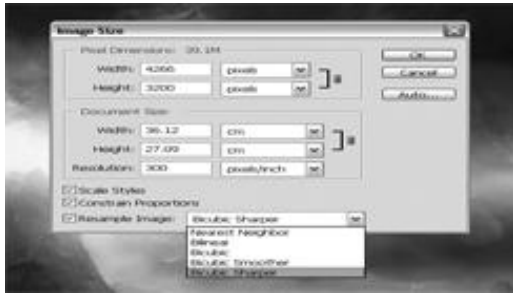 Image Size
Pixel Dimensions: 39.1M
Width: 4266 pixels
Height: 3200 pixels
Document Size:
Width: 36.12 cm
Height: 27.09 cm
Resolution: 300 pixels/inch
Scale Styles
Constrain Proportions
Resample Image: Bicubic Sharper
Nearest Neighbor
Bilinear
Bicubic
Bicubic Smoother
Bicubic Sharper
OK
Cancel
Auto...